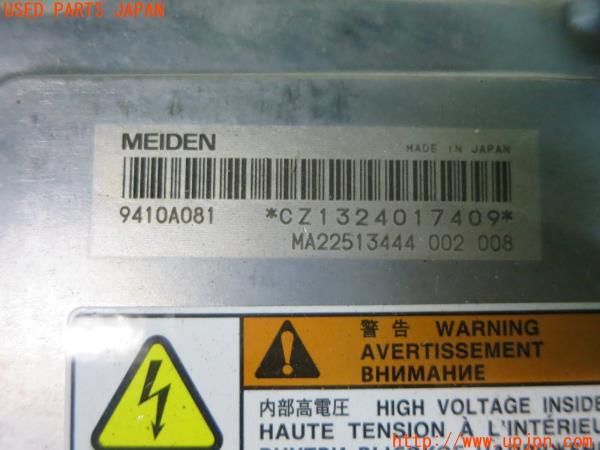 USED PARTS JAPAN
MEIDEN MADE IN JAPAN
9410A081 *CZ1324017409*
MA22513444 002 008
警告 WARNING
AVERTISSEMENT
ВНИМАНИЕ
内部高電圧 HIGH VOLTAGE INSIDE
HAUTE TENSION À L'INTÉRIEU
http://www.upjpn.com